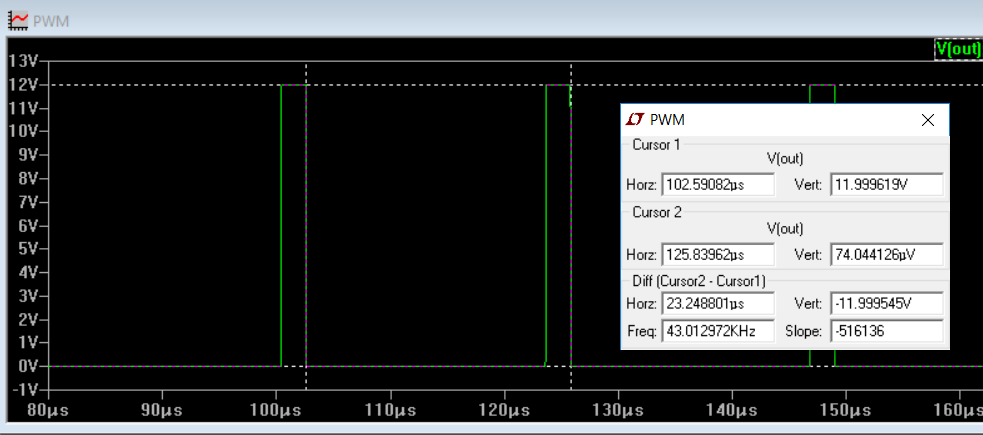 PWM
V(out)
13V
12V
11V
10V
9V
8V
7V
6V
5V
4V
3V
2V
1V
0V
-1V
80µs 90µs 100µs 110µs 120µs 130µs 140µs 150µs 160µs
PWM
Cursor 1
V(out)
Horz: 102.59082µs Vert: 11.999619V
Cursor 2
V(out)
Horz: 125.83962µs Vert: 74.044126µV
Diff (Cursor2 - Cursor1)
Horz: 23.248801µs Vert: -11.999545V
Freq: 43.012972KHz Slope: -516136